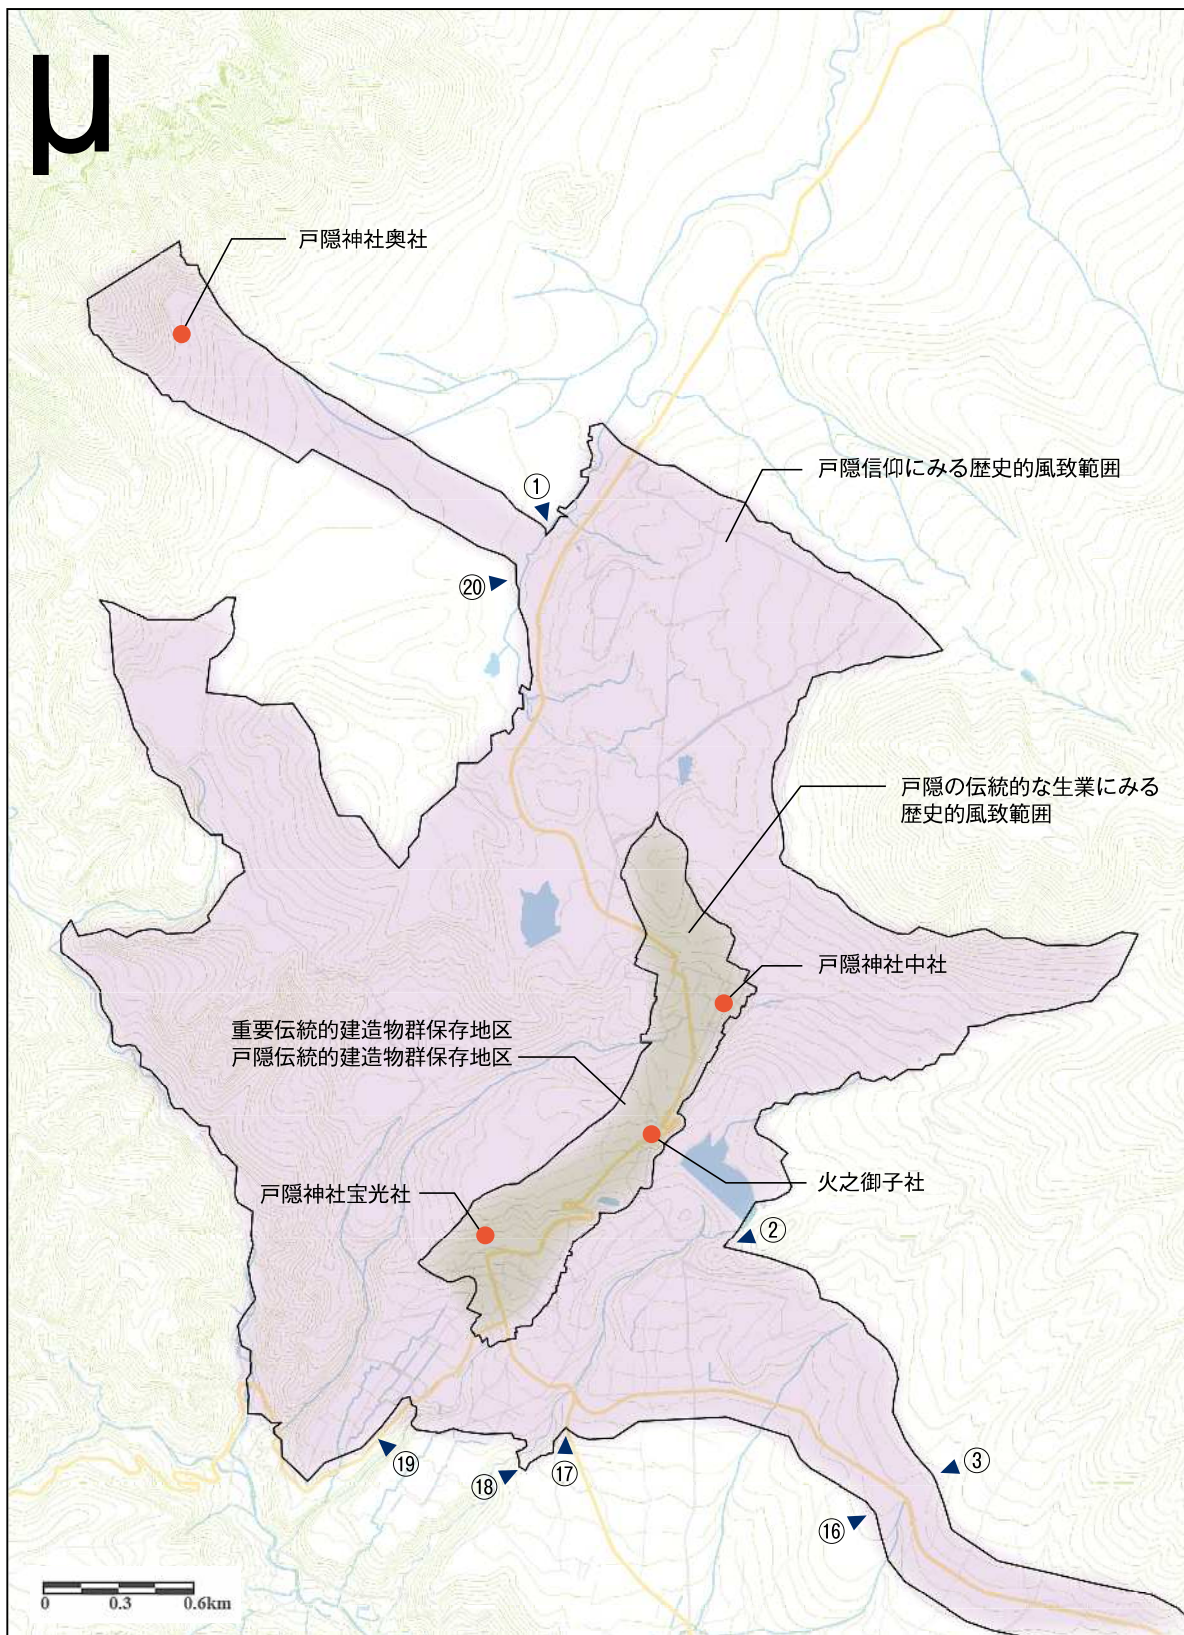 µ
戸隠神社奥社
戸隠信仰にみる歴史的風致範囲
①
⑳
戸隠の伝統的な生業にみる
歴史的風致範囲
戸隠神社中社
重要伝統的建造物群保存地区
戸隠伝統的建造物群保存地区
火之御子社
戸隠神社宝光社
②
③
⑲
⑱
⑰
⑯
0 0.3 0.6km